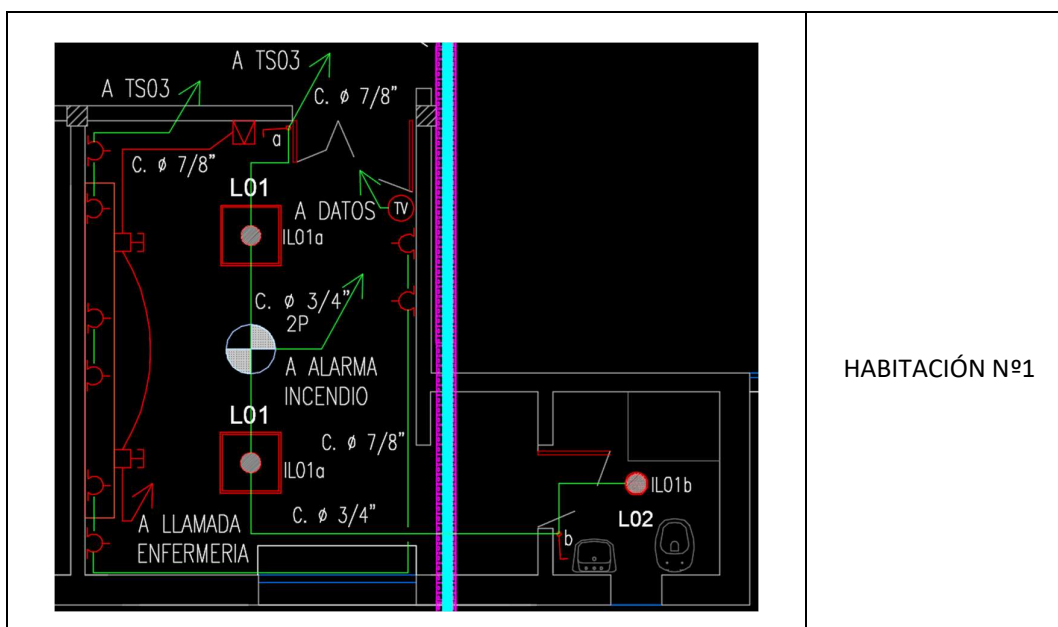 A TS03
A TS03
C. ø 7/8”
a
C. ø 7/8”
L01
IL01a
A DATOS
TV
C. ø 3/4”
2P
A ALARMA
INCENDIO
L01
IL01a
C. ø 7/8”
C. ø 3/4”
A LLAMADA
ENFERMERIA
IL01b
L02
b
HABITACIÓN Nº1